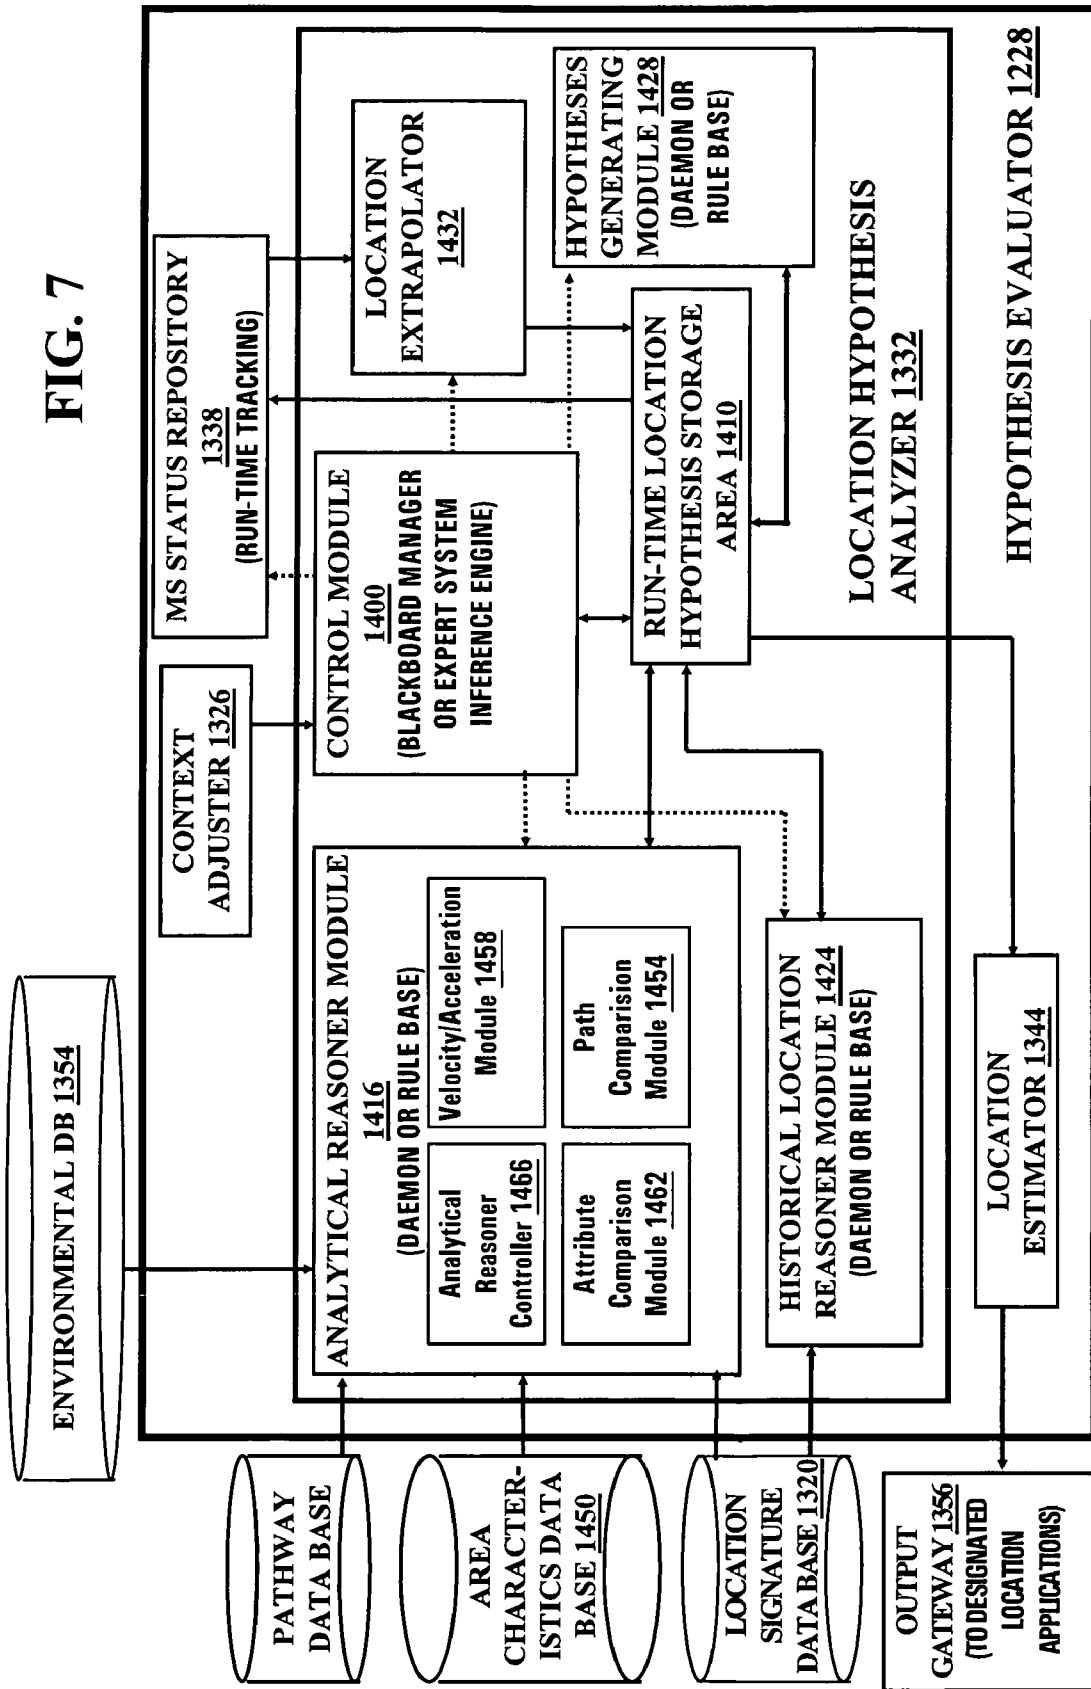 FIG. 7
ENVIRONMENTAL DB 1354
CONTEXT
ADJUSTER 1326
MS STATUS REPOSITORY
1338
(RUN-TIME TRACKING)
PATHWAY
DATA BASE
AREA
CHARACTER-
ISTICS DATA
BASE 1450
LOCATION
SIGNATURE
DATA BASE 1320
OUTPUT
GATEWAY 1356
(TO DESIGNATED
LOCATION
APPLICATIONS)
ANALYTICAL REASONER MODULE
1416
(DAEMON OR RULE BASE)
Analytical
Reasoner
Controller 1466
Velocity/Acceleration
Module 1458
Attribute
Comparison
Module 1462
Path
Comparision
Module 1454
CONTROL MODULE
1400
(BLACKBOARD MANAGER
OR EXPERT SYSTEM
INFERENCE ENGINE)
LOCATION
EXTRAPOLATOR
1432
HYPOTHESES
GENERATING
MODULE 1428
(DAEMON OR
RULE BASE)
RUN-TIME LOCATION
HYPOTHESIS STORAGE
AREA 1410
HISTORICAL LOCATION
REASONER MODULE 1424
(DAEMON OR RULE BASE)
LOCATION HYPOTHESIS
ANALYZER 1332
LOCATION
ESTIMATOR 1344
HYPOTHESIS EVALUATOR 1228